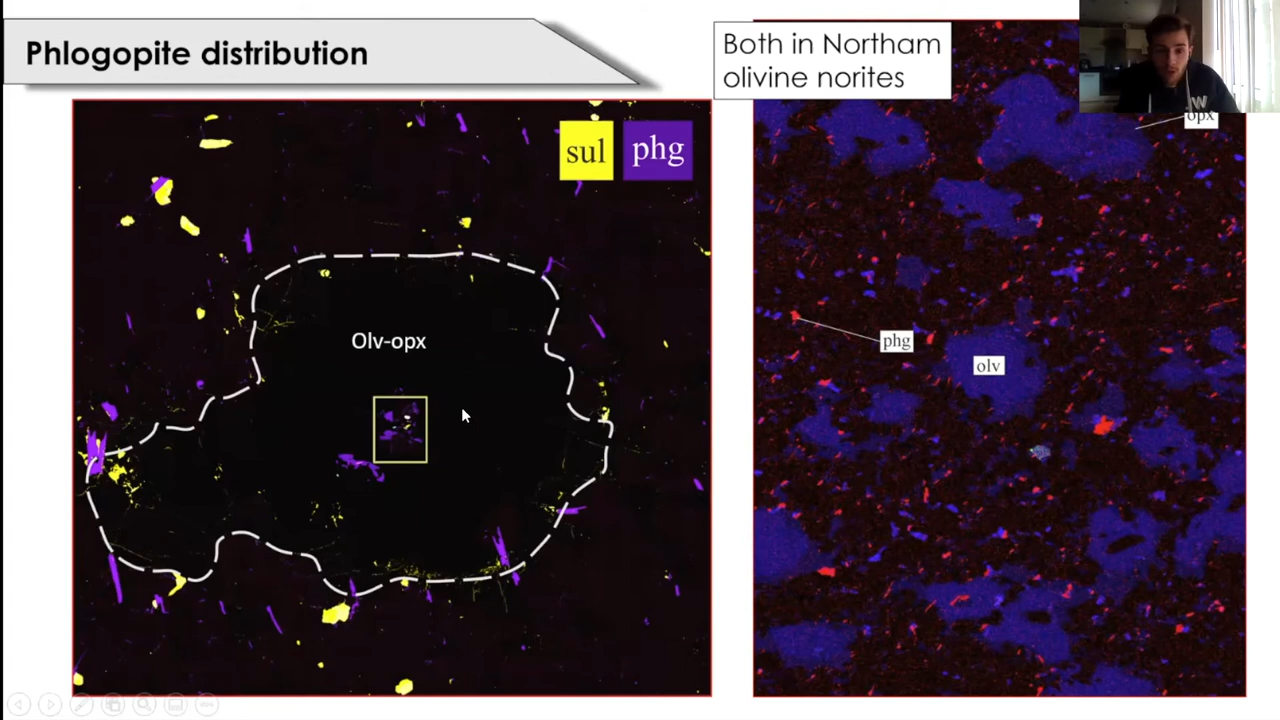 Phlogopite distribution
Both in Northam
olivine norites
sul
phg
Olv-opx
opx
phg
olv
W